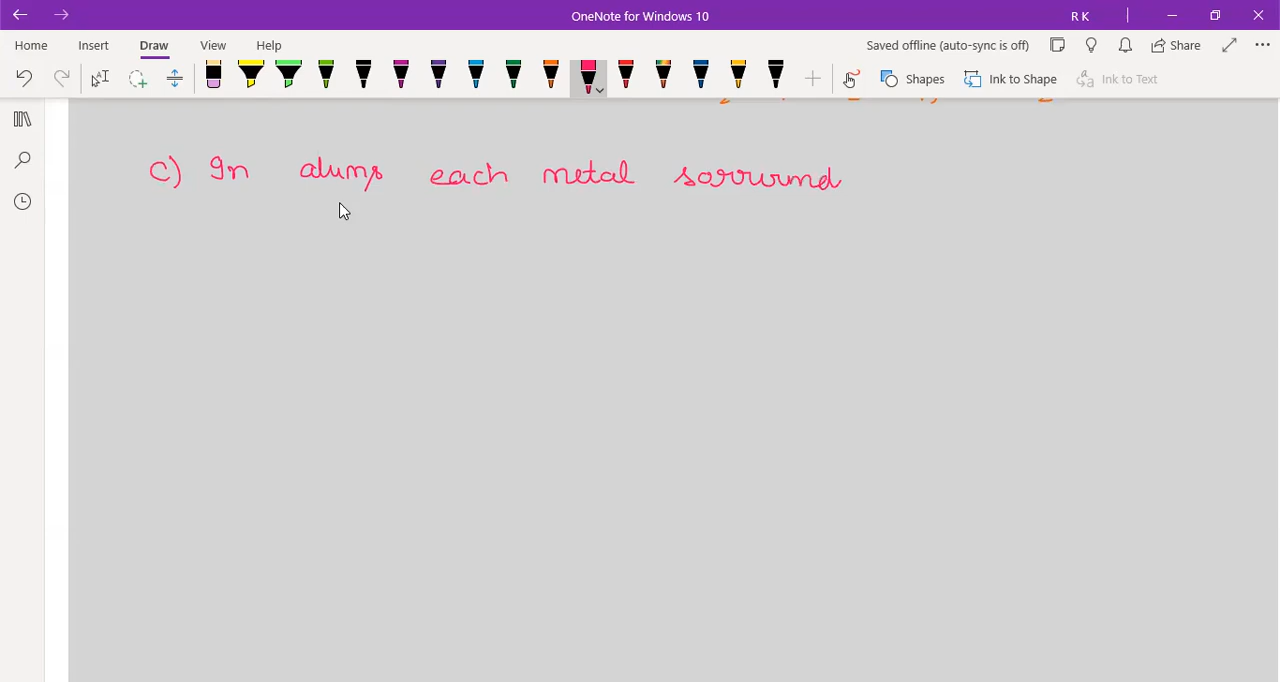 OneNote for Windows 10
R K
Home Insert Draw View Help
Saved offline (auto-sync is off) Share
Shapes Ink to Shape Ink to Text
C) In alums each metal sorrurmd